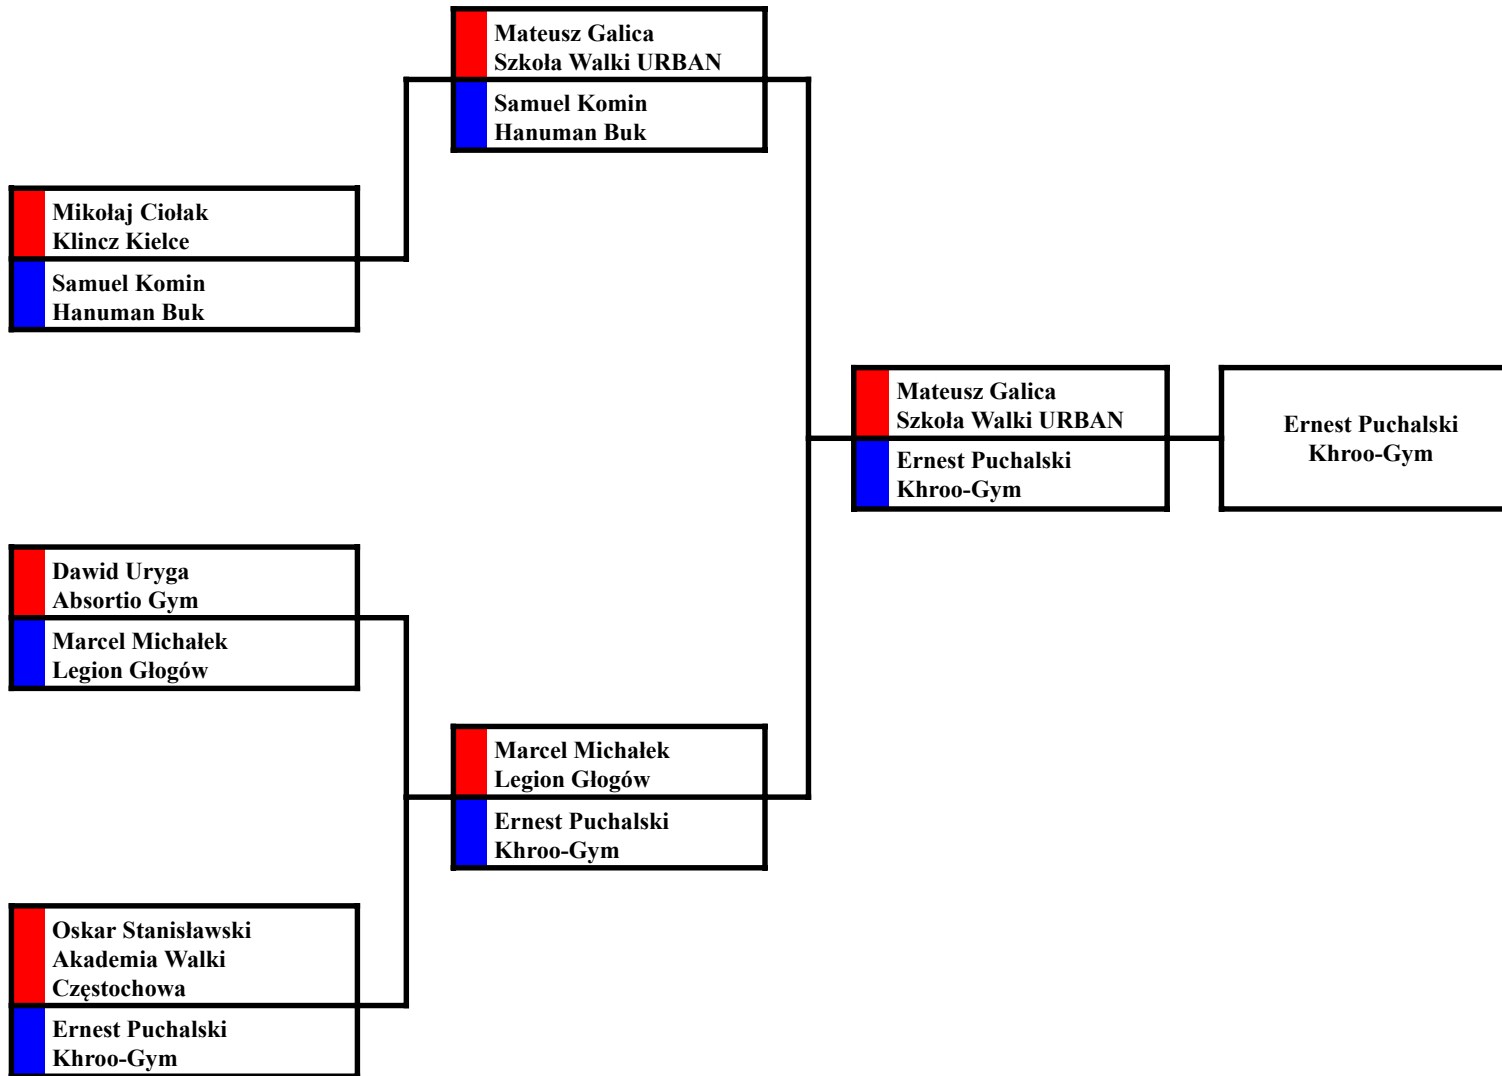 Mateusz Galica
Szkoła Walki URBAN
Samuel Komin
Hanuman Buk
Mikołaj Ciołak
Klincz Kielce
Samuel Komin
Hanuman Buk
Mateusz Galica
Szkoła Walki URBAN
Ernest Puchalski
Khroo-Gym
Ernest Puchalski
Khroo-Gym
Dawid Uryga
Absortio Gym
Marcel Michałek
Legion Głogów
Marcel Michałek
Legion Głogów
Ernest Puchalski
Khroo-Gym
Oskar Stanisławski
Akademia Walki
Częstochowa
Ernest Puchalski
Khroo-Gym